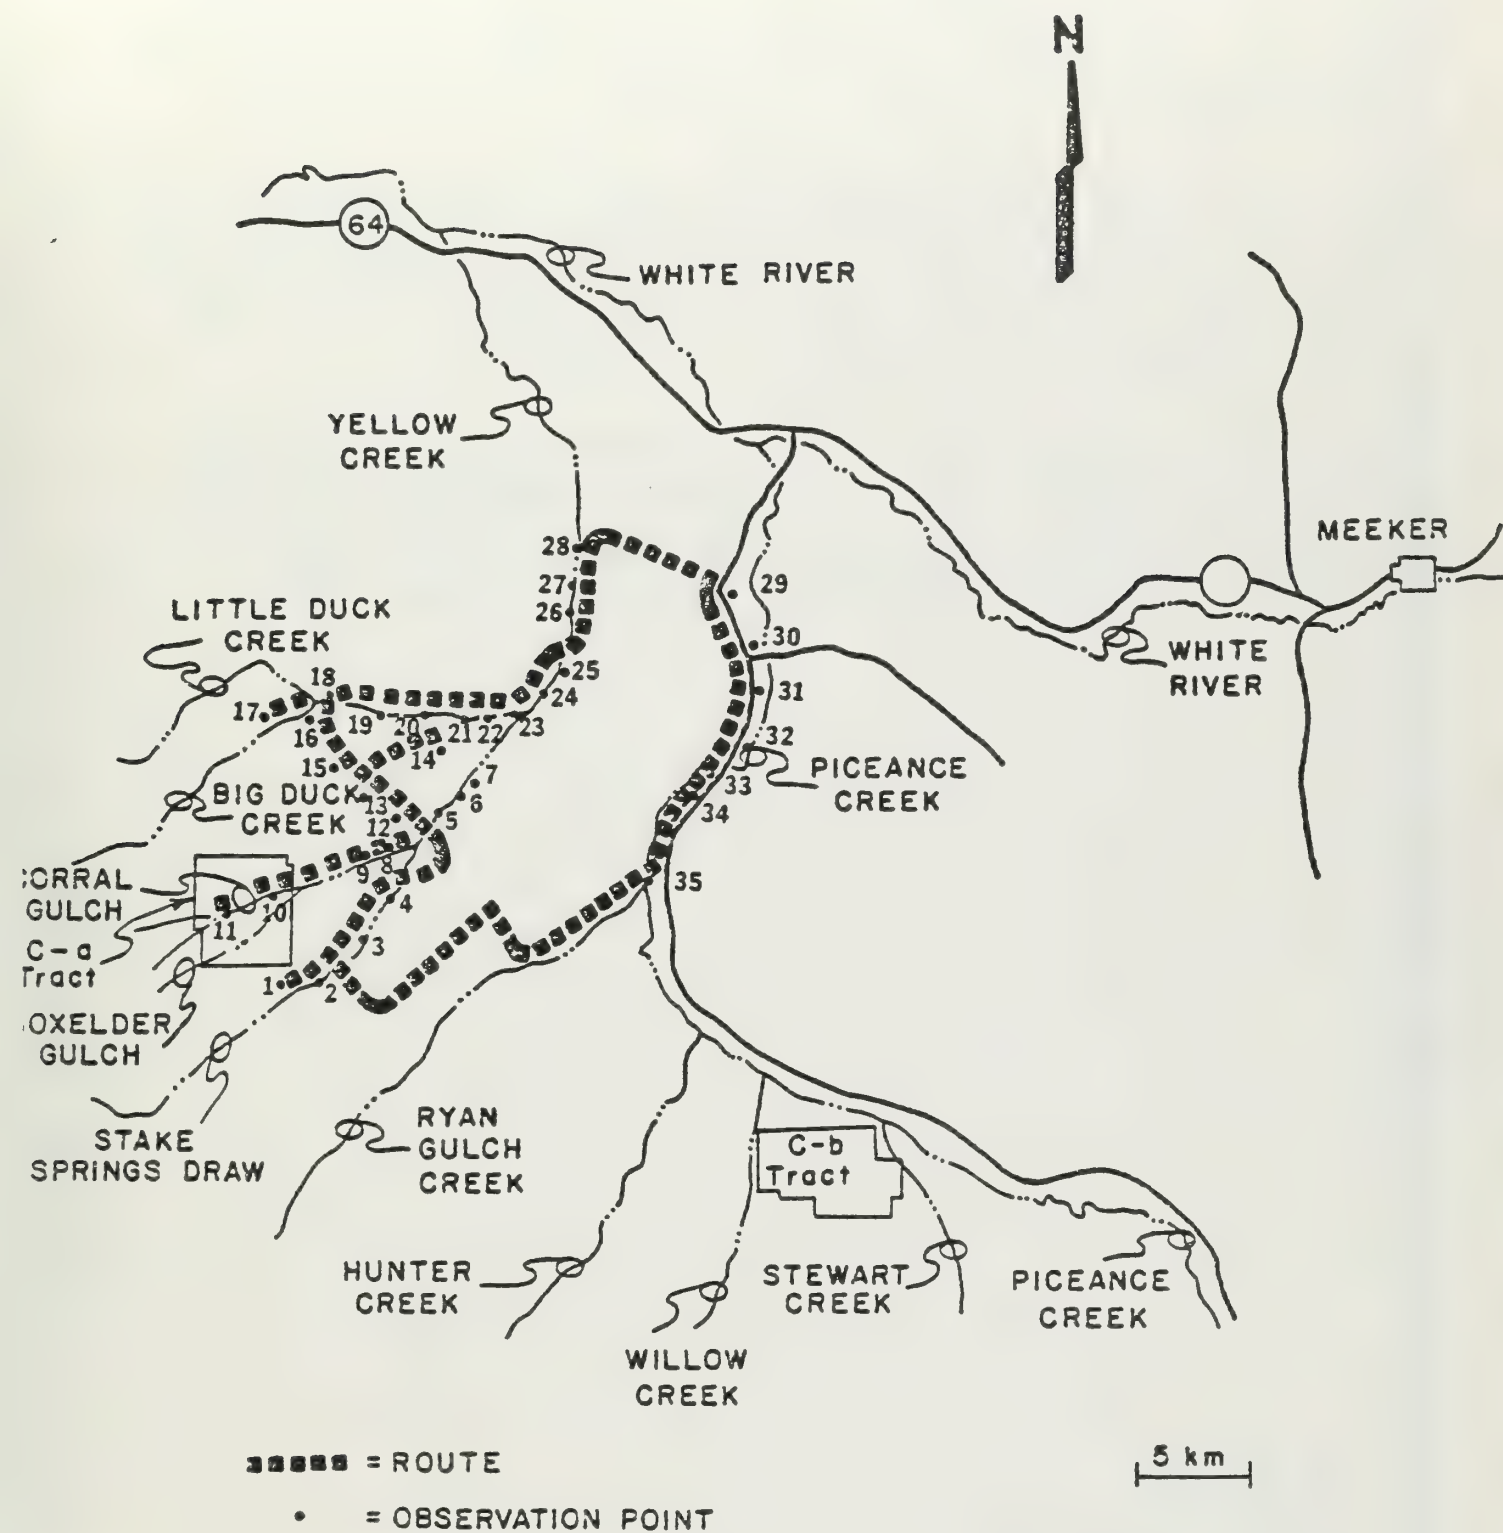 N
64
WHITE RIVER
YELLOW
CREEK
MEEKER
28
27
29
26
LITTLE DUCK
CREEK
30
WHITE
RIVER
18
25
24
31
17
16
19
20
21
22
23
32
15
14
PICEANCE
CREEK
7
33
BIG DUCK
CREEK
13
6
34
12
5
8
9
CORRAL
GULCH
35
10
4
11
C-a
Tract
3
1
2
OXELDER
GULCH
STAKE
SPRINGS DRAW
RYAN
GULCH
CREEK
C-b
Tract
HUNTER
CREEK
STEWART
CREEK
PICEANCE
CREEK
WILLOW
CREEK
= ROUTE
5 km
= OBSERVATION POINT